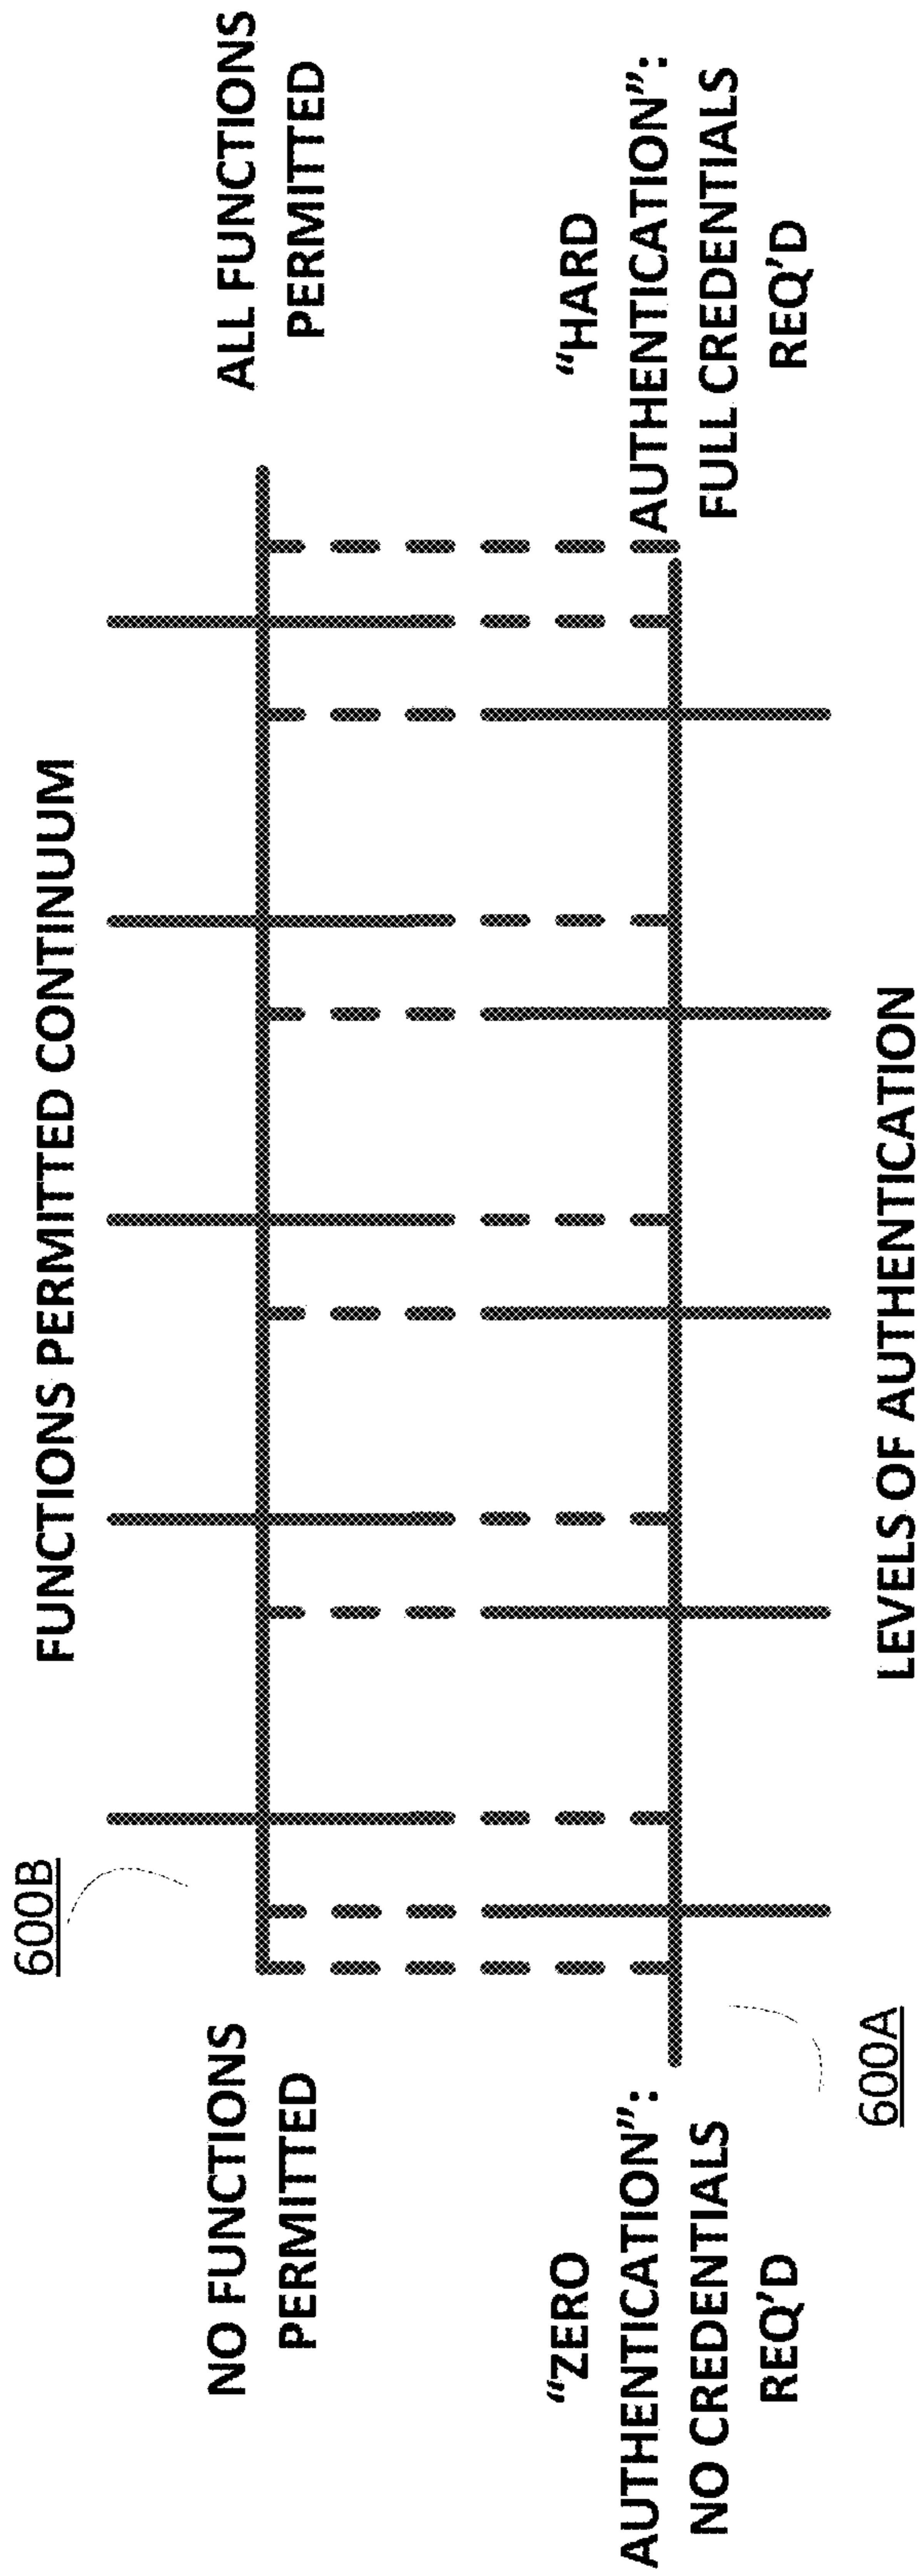 FUNCTIONS PERMITTED CONTINUUM
600B
NO FUNCTIONS
PERMITTED
ALL FUNCTIONS
PERMITTED
“ZERO
AUTHENTICATION”:
NO CREDENTIALS
REQ’D
“HARD
AUTHENTICATION”:
FULL CREDENTIALS
REQ’D
600A
LEVELS OF AUTHENTICATION